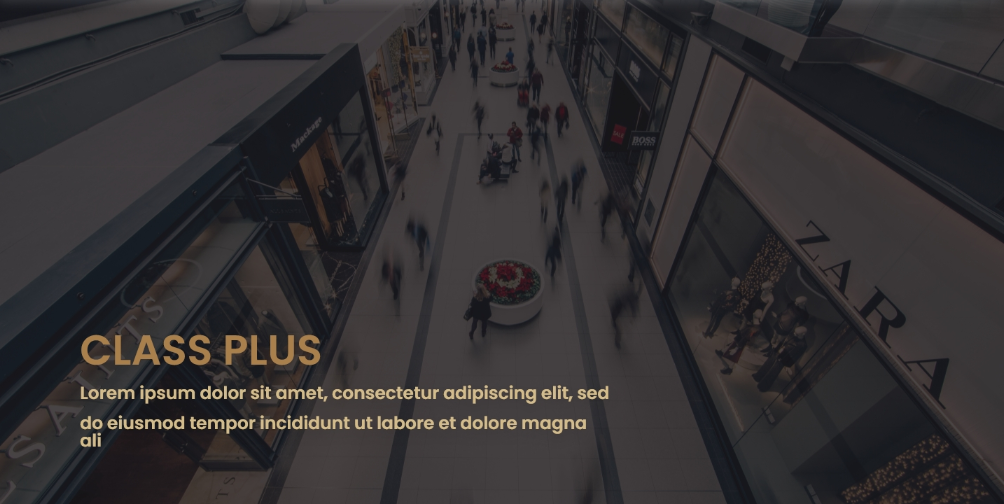 Mackage
SALE
BOSS
ZARA
CLASS PLUS
Lorem ipsum dolor sit amet, consectetur adipiscing elit, sed
do eiusmod tempor incididunt ut labore et dolore magna
ali